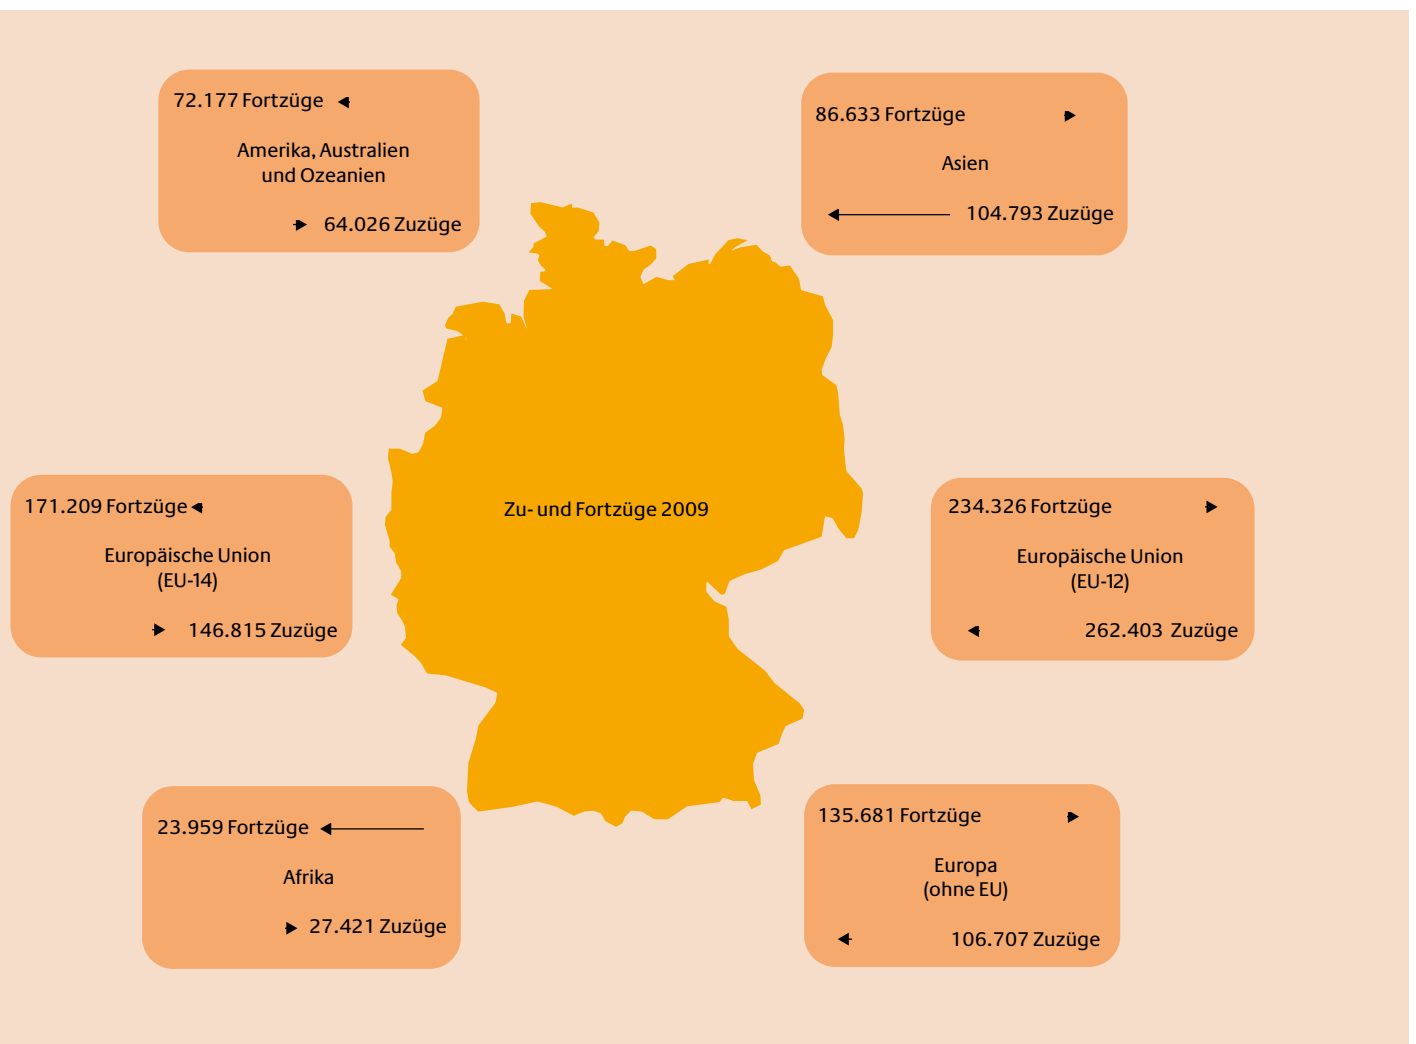 72.177 Fortzüge
Amerika, Australien
und Ozeanien
64.026 Zuzüge
86.633 Fortzüge
Asien
104.793 Zuzüge
171.209 Fortzüge
Europäische Union
(EU-14)
146.815 Zuzüge
Zu- und Fortzüge 2009
234.326 Fortzüge
Europäische Union
(EU-12)
262.403 Zuzüge
23.959 Fortzüge
Afrika
27.421 Zuzüge
135.681 Fortzüge
Europa
(ohne EU)
106.707 Zuzüge